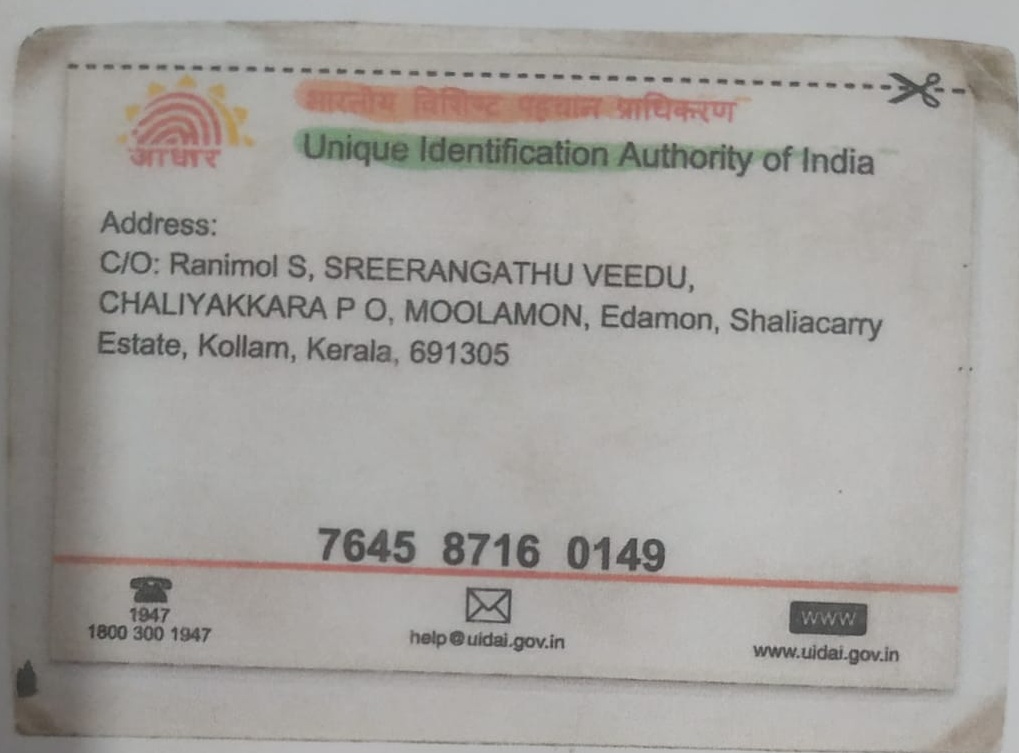 भारतीय विशिष्ट पहचान प्राधिकरण
Unique Identification Authority of India
आधार
Address:
C/O: Ranimol S, SREERANGATHU VEEDU,
CHALIYAKKARA P O, MOOLAMON, Edamon, Shaliacarry
Estate, Kollam, Kerala, 691305
7645 8716 0149
1947
1800 300 1947
help@uidai.gov.in
www
www.uidai.gov.in